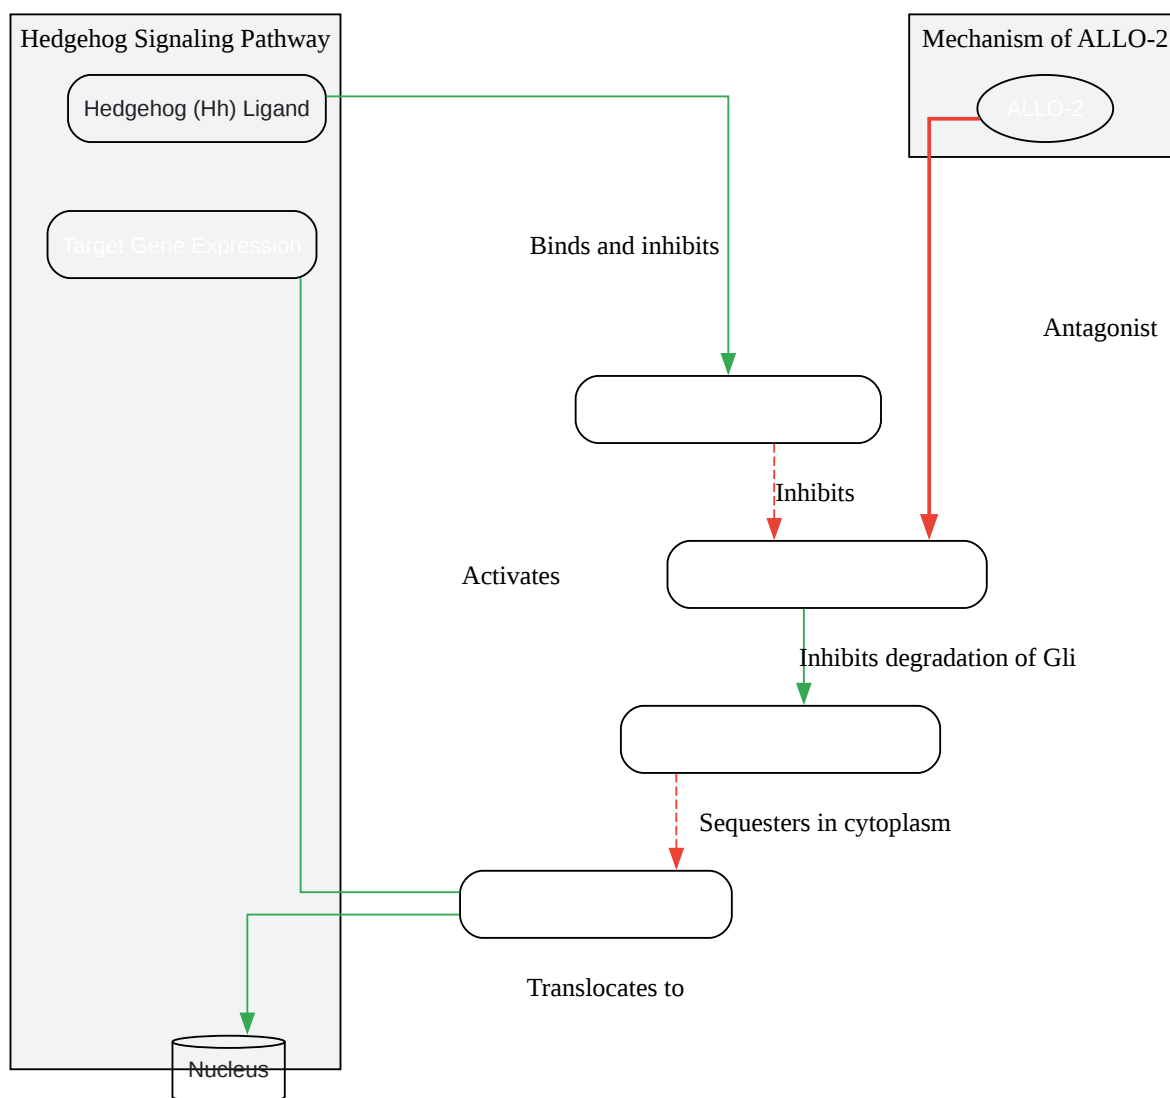 Hedgehog Signaling Pathway
Mechanism of ALLO-2
Hedgehog (Hh) Ligand
ALLO-2
Target Gene Expression
Binds and inhibits
Antagonist
Inhibits
Activates
Inhibits degradation of Gli
Sequesters in cytoplasm
Translocates to
Nucleus